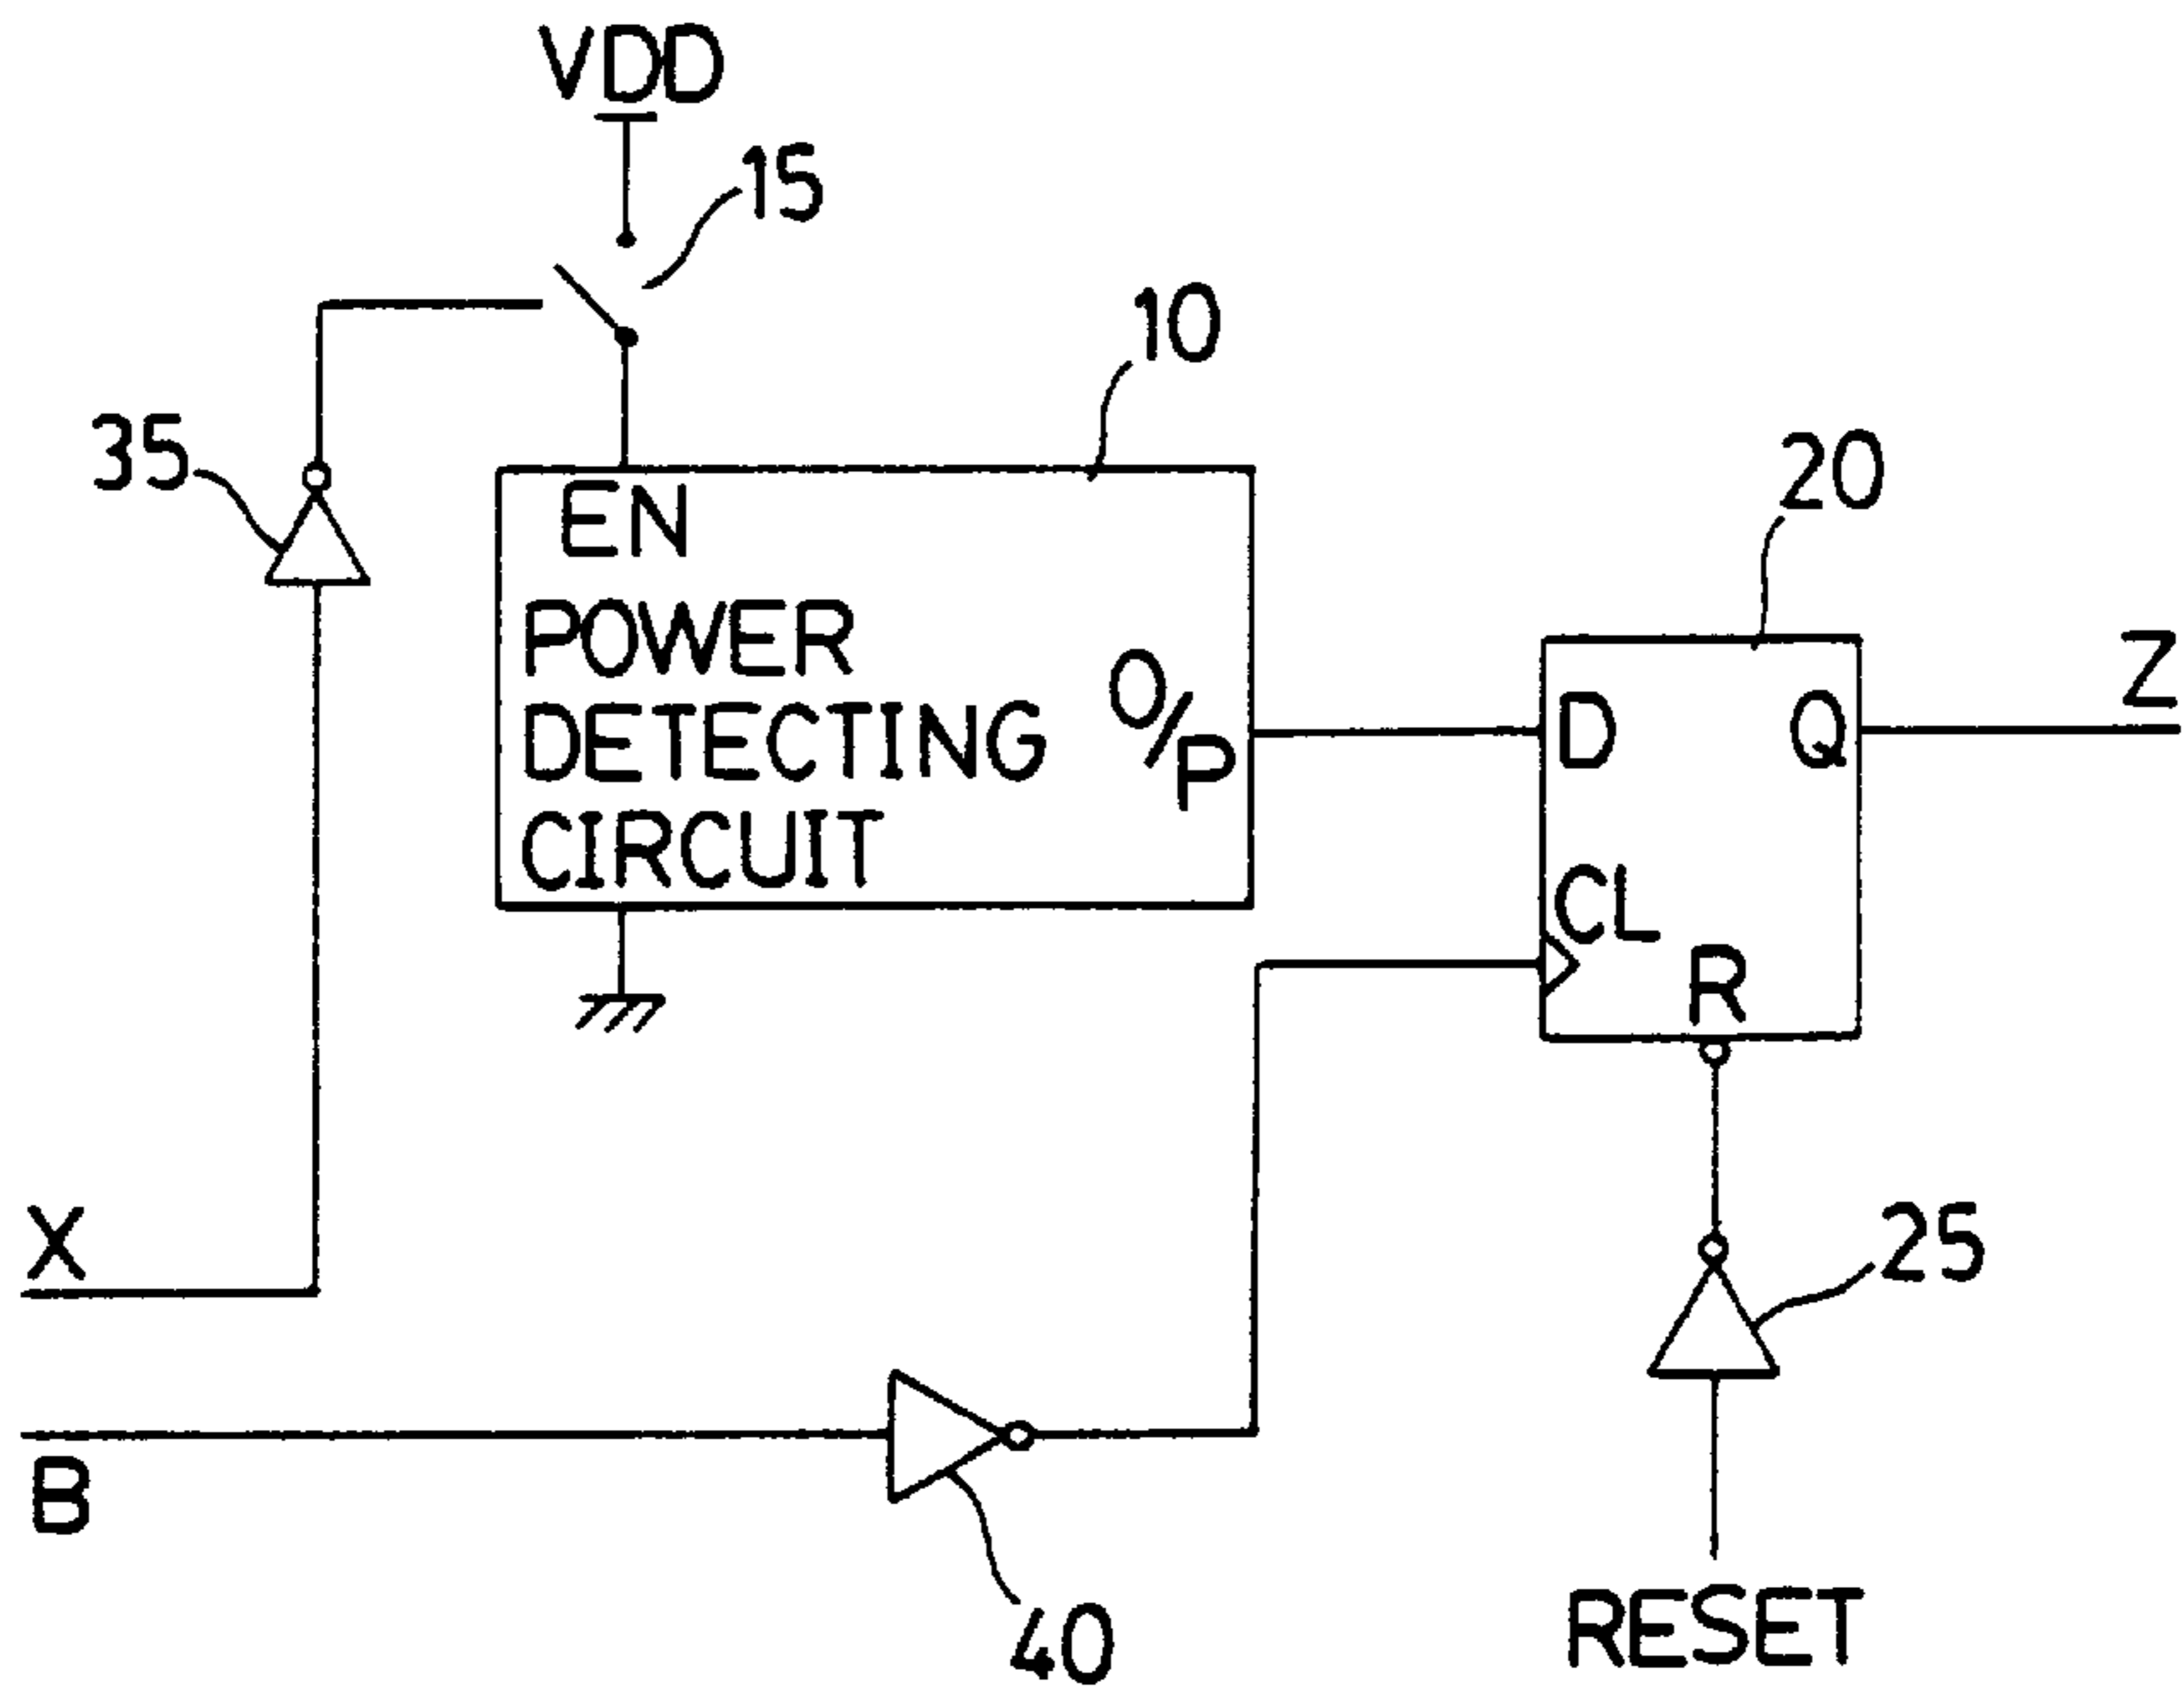 VDD
15
10
35
20
EN
POWER
DETECTING
CIRCUIT
O/P
D
Q
Z
CL
R
X
25
B
40
RESET